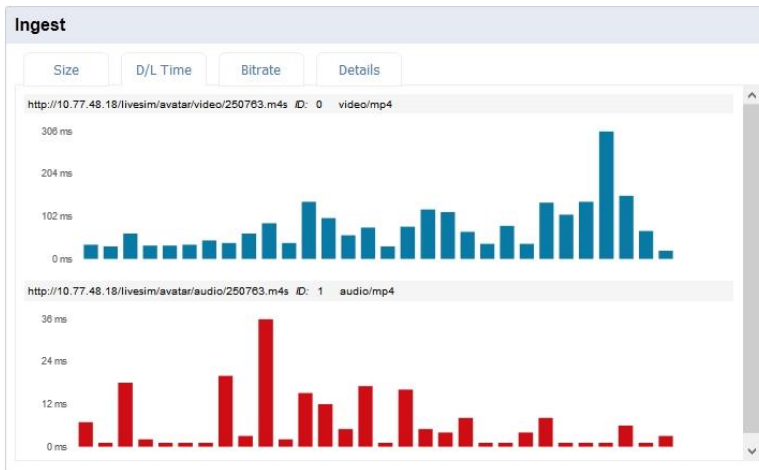 Ingest
Size D/L Time Bitrate Details
http://10.77.48.18/livesim/avatar/video/250763.m4s ID: 0 video/mp4
306 ms
204 ms
102 ms
0 ms
http://10.77.48.18/livesim/avatar/audio/250763.m4s ID: 1 audio/mp4
36 ms
24 ms
12 ms
0 ms